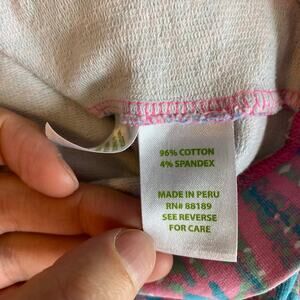 96% COTTON
4% SPANDEX
MADE IN PERU
RN# 88189
SEE REVERSE
FOR CARE